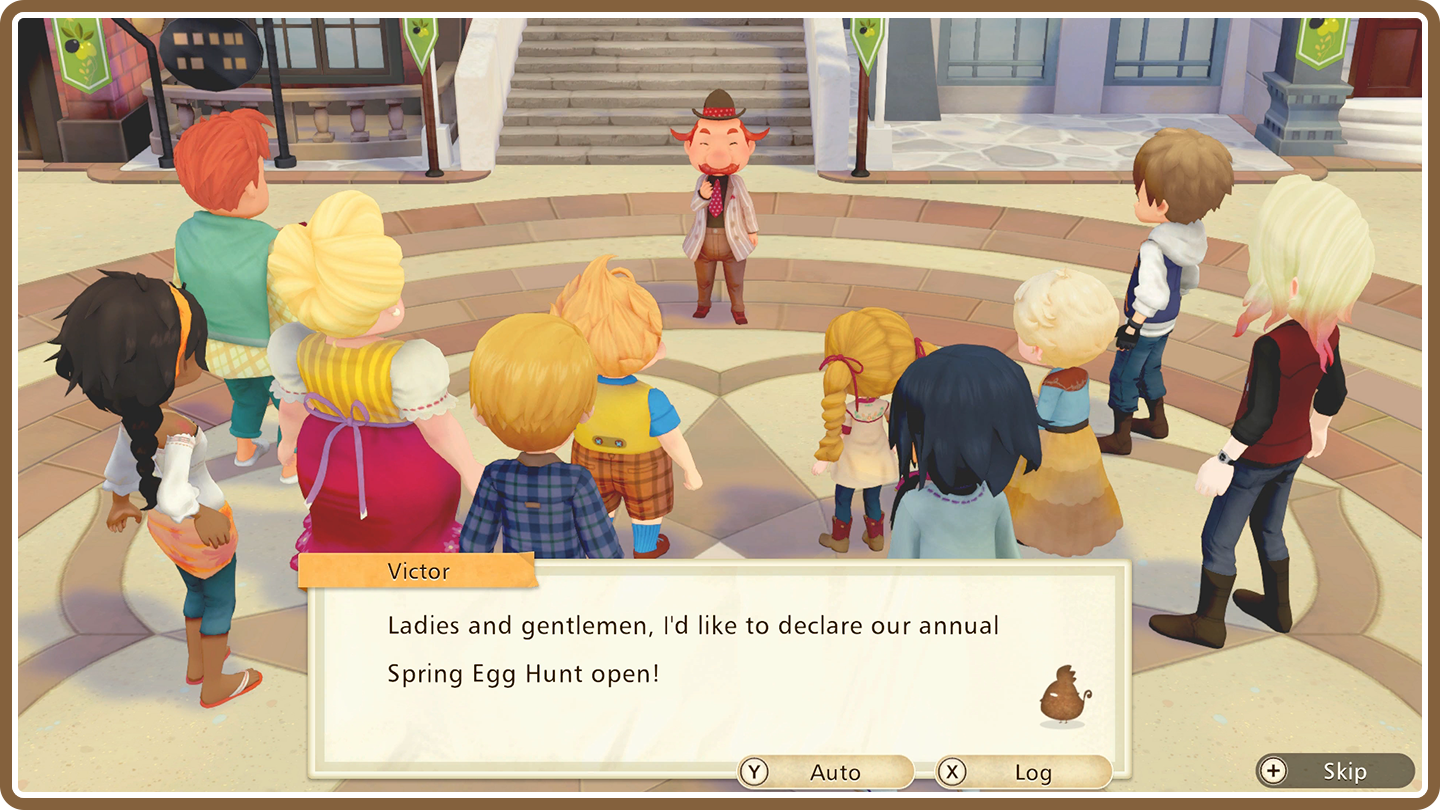 Victor
Ladies and gentlemen, I'd like to declare our annual
Spring Egg Hunt open!
Y Auto
X Log
+ Skip